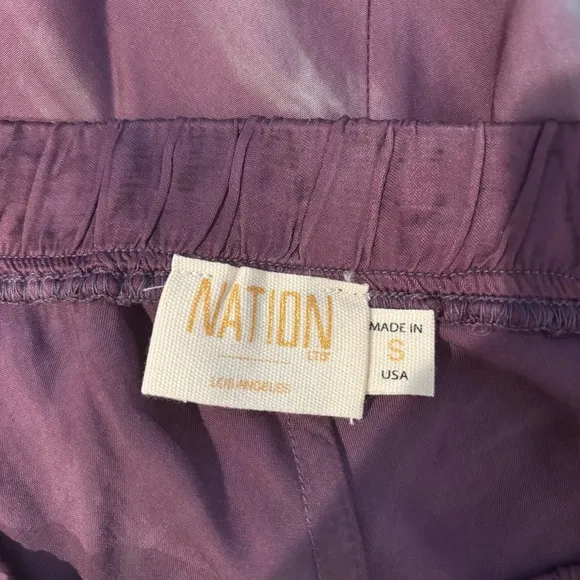 NATION
LTD
LOS ANGELES
MADE IN
S
USA